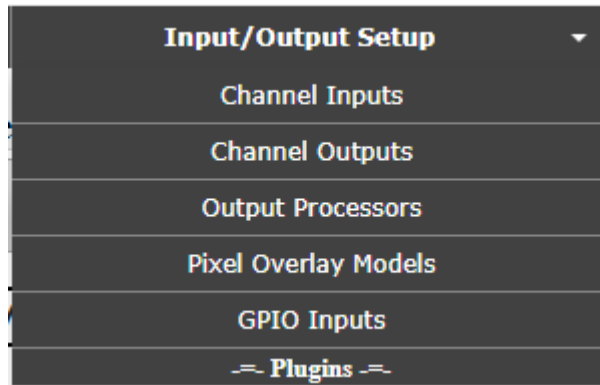 Input/Output Setup
Channel Inputs
Channel Outputs
Output Processors
Pixel Overlay Models
GPIO Inputs
-=- Plugins -=-